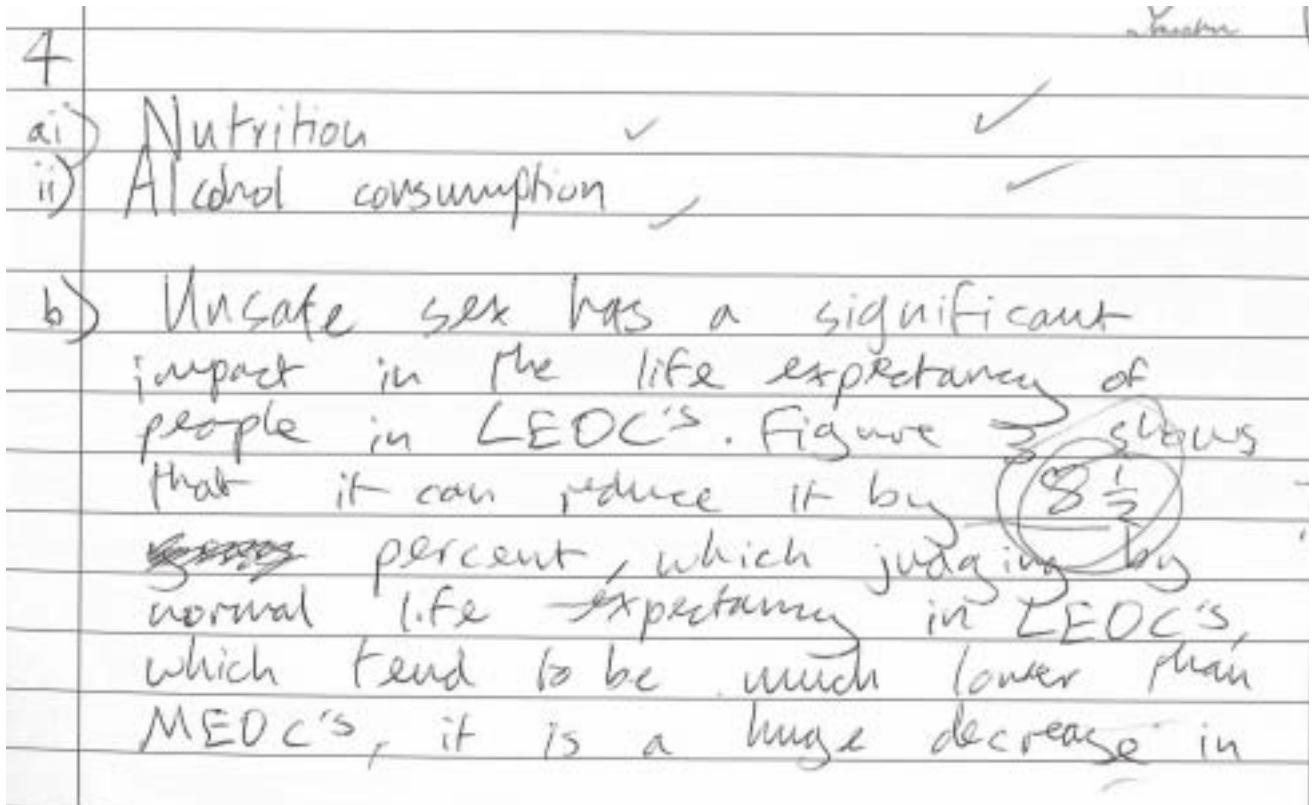 4
ai) Nutrition
ii) Alcohol consumption
b) Unsafe sex has a significant
impact in the life expectancy of
people in LEDC's. Figure 3 shows
that it can reduce it by 8 1/2
percent, which judging by
normal life expectancy in LEDC's,
which tend to be much lower than
MEDC's, it is a huge decrease in